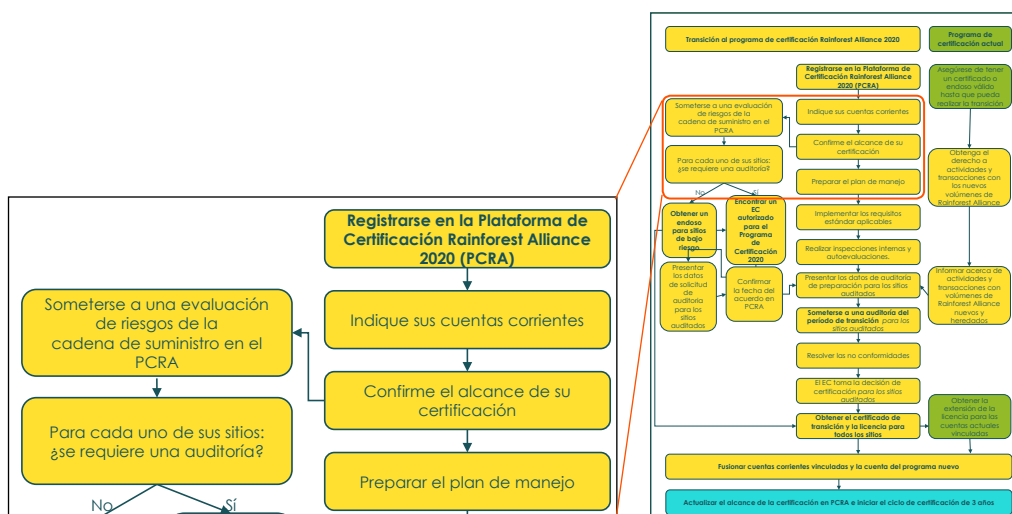 Registrarse en la Plataforma de
Certificación Rainforest Alliance
2020 (PCRA)
Someterse a una evaluación
de riesgos de la
cadena de suministro en el
PCRA
Indique sus cuentas corrientes
Confirme el alcance de su
certificación
Para cada uno de sus sitios:
¿se requiere una auditoría?
Preparar el plan de manejo
No
Sí
Transición al programa de certificación Rainforest Alliance 2020
Programa de
certificación actual
Registrarse en la Plataforma de
Certificación Rainforest Alliance
2020 (PCRA)
Asegúrese de tener
un certificado o
endoso válido
hasta que pueda
realizar la transición
Someterse a una evaluación
de riesgos de la
cadena de suministro en el
PCRA
Indique sus cuentas corrientes
Confirme el alcance de su
certificación
Para cada uno de sus sitios:
¿se requiere una auditoría?
Preparar el plan de manejo
Obtenga el
derecho a
actividades y
transacciones con
los nuevos
volúmenes de
Rainforest Alliance
No
Sí
Obtener un
endoso
para sitios
de bajo
riesgo
Encontrar un
EC
autorizado
para el
Programa
de
Certificación
2020
Implementar los requisitos
estándar aplicables
Realizar inspecciones internas y
autoevaluaciones.
Presentar
los datos
de solicitud
de
auditoría
para los
sitios
auditados
Confirmar
la fecha del
acuerdo en
PCRA
Presentar los datos de auditoría
de preparación para los sitios
auditados
Informar acerca de
actividades y
transacciones con
volúmenes de
Rainforest Alliance
nuevos y
heredados
Someterse a una auditoría del
período de transición para los
sitios auditados
Resolver las no conformidades
El EC toma la decisión de
certificación para los sitios
auditados
Obtener el certificado de
transición y la licencia para
todos los sitios
Obtener la
extensión de la
licencia para las
cuentas actuales
vinculadas
Fusionar cuentas corrientes vinculadas y la cuenta del programa nuevo
Actualizar el alcance de la certificación en PCRA e iniciar el ciclo de certificación de 3 años